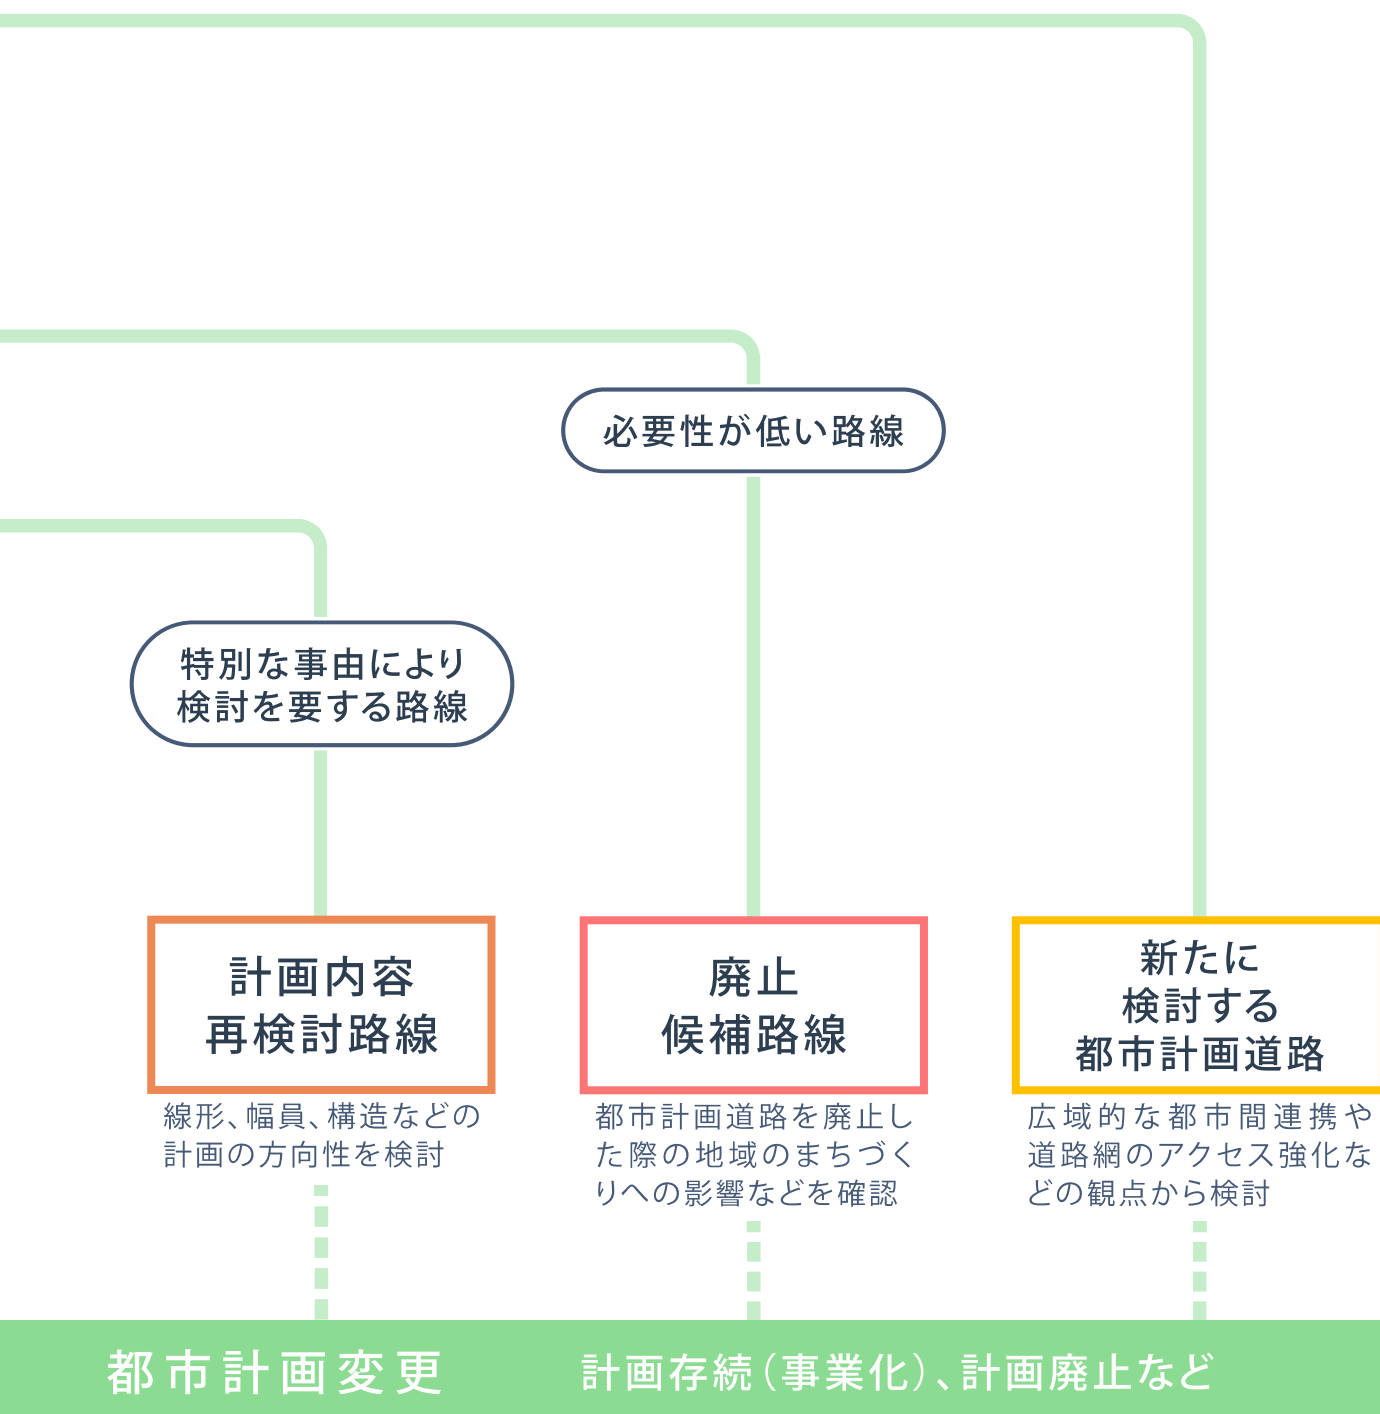 必要性が低い路線
特別な事由により
検討を要する路線
計画内容
再検討路線
線形、幅員、構造などの
計画の方向性を検討
廃止
候補路線
都市計画道路を廃止し
た際の地域のまちづく
りへの影響などを確認
新たに
検討する
都市計画道路
広域的な都市間連携や
道路網のアクセス強化な
どの観点から検討
都市計画変更
計画存続（事業化）、計画廃止など